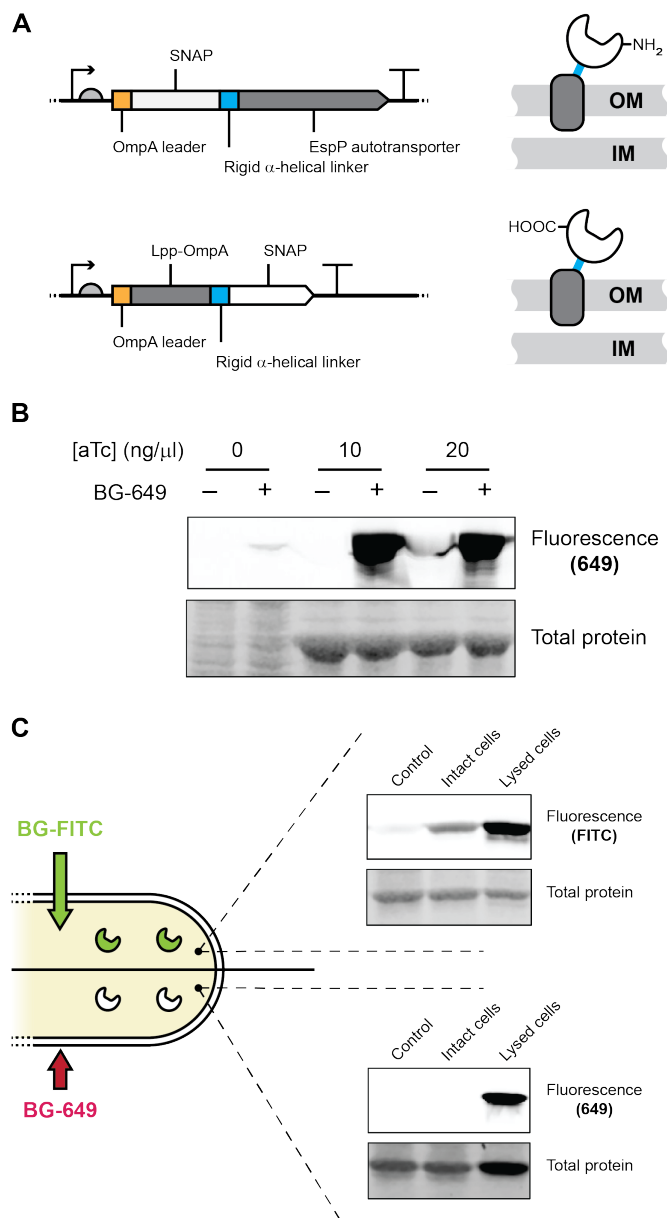 A
SNAP
OmpA leader
EspP autotransporter
Rigid α-helical linker
NH2
OM
IM
Lpp-OmpA
SNAP
OmpA leader
Rigid α-helical linker
HOOC
OM
IM
B
[aTc] (ng/μl) 0 10 20
BG-649 – + – + – +
Fluorescence
(649)
Total protein
C
Control
Intact cells
Lysed cells
BG-FITC
Fluorescence
(FITC)
Total protein
Control
Intact cells
Lysed cells
BG-649
Fluorescence
(649)
Total protein